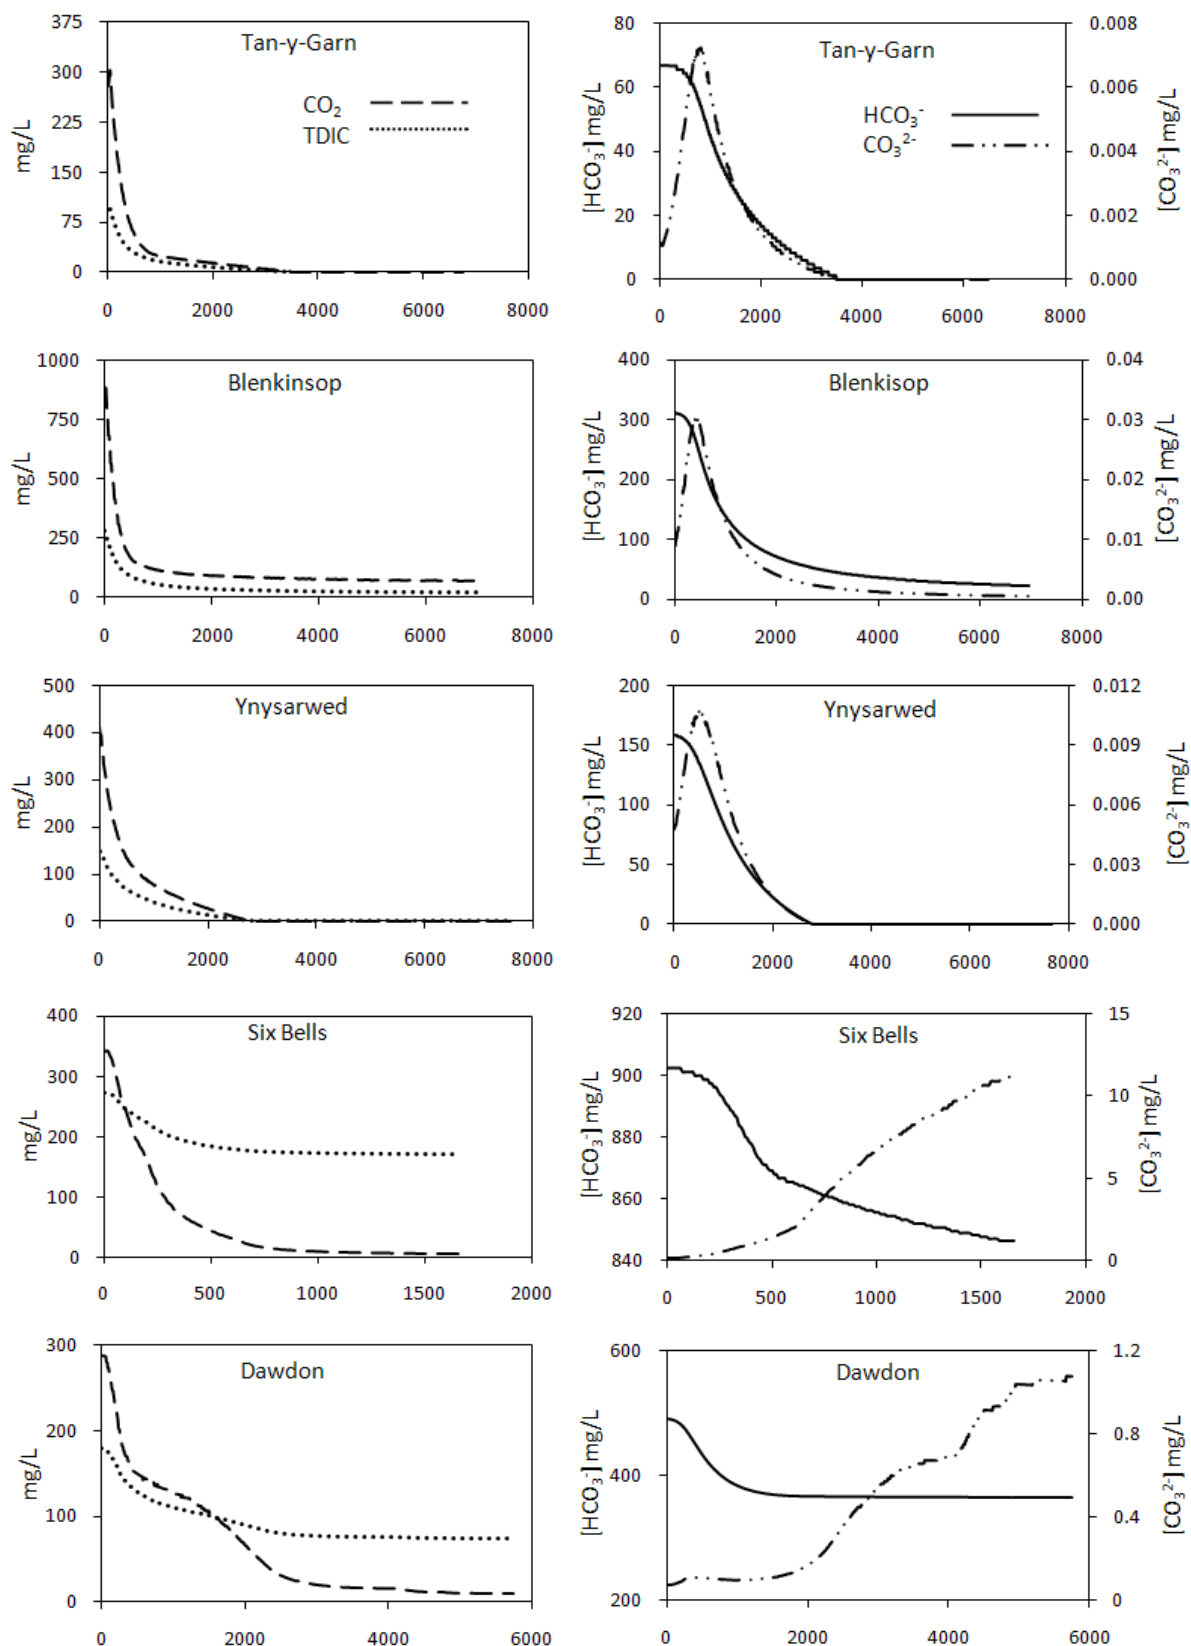 375
300
225
150
75
0
mg/L
Tan-y-Garn
CO2
TDIC
0 2000 4000 6000 8000
80
60
40
20
0
[HCO3-] mg/L
Tan-y-Garn
HCO3-
CO32-
0.008
0.006
0.004
0.002
0.000
[CO32-] mg/L
0 2000 4000 6000 8000
1000
750
500
250
0
mg/L
Blenkinsop
0 2000 4000 6000 8000
400
300
200
100
0
[HCO3-] mg/L
Blenkisop
0.04
0.03
0.02
0.01
0.00
[CO32-] mg/L
0 2000 4000 6000 8000
500
400
300
200
100
0
mg/L
Ynysarwed
0 2000 4000 6000 8000
200
150
100
50
0
[HCO3-] mg/L
Ynysarwed
0.012
0.009
0.006
0.003
0.000
[CO32-] mg/L
0 2000 4000 6000 8000
400
300
200
100
0
mg/L
Six Bells
0 500 1000 1500 2000
920
900
880
860
840
[HCO3-] mg/L
Six Bells
15
10
5
0
[CO32-] mg/L
0 500 1000 1500 2000
300
200
100
0
mg/L
Dawdon
0 2000 4000 6000
600
400
200
[HCO3-] mg/L
Dawdon
1.2
0.8
0.4
0
[CO32-] mg/L
0 2000 4000 6000